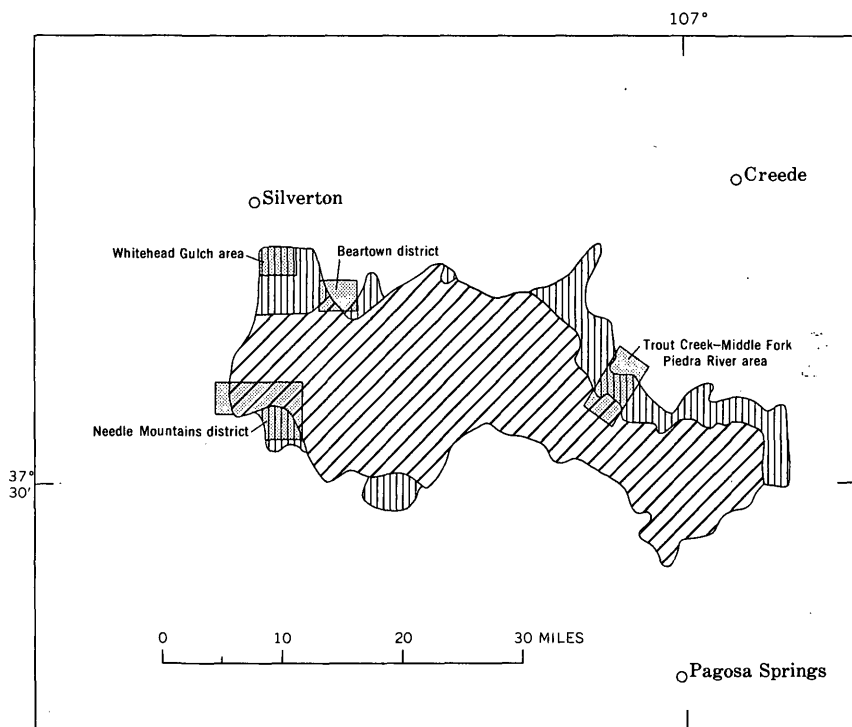 107°
Creede
Silverton
Whitehead Gulch area
Beartown district
Trout Creek–Middle Fork
Piedra River area
Needle Mountains district
37°
30′
0 10 20 30 MILES
Pagosa Springs